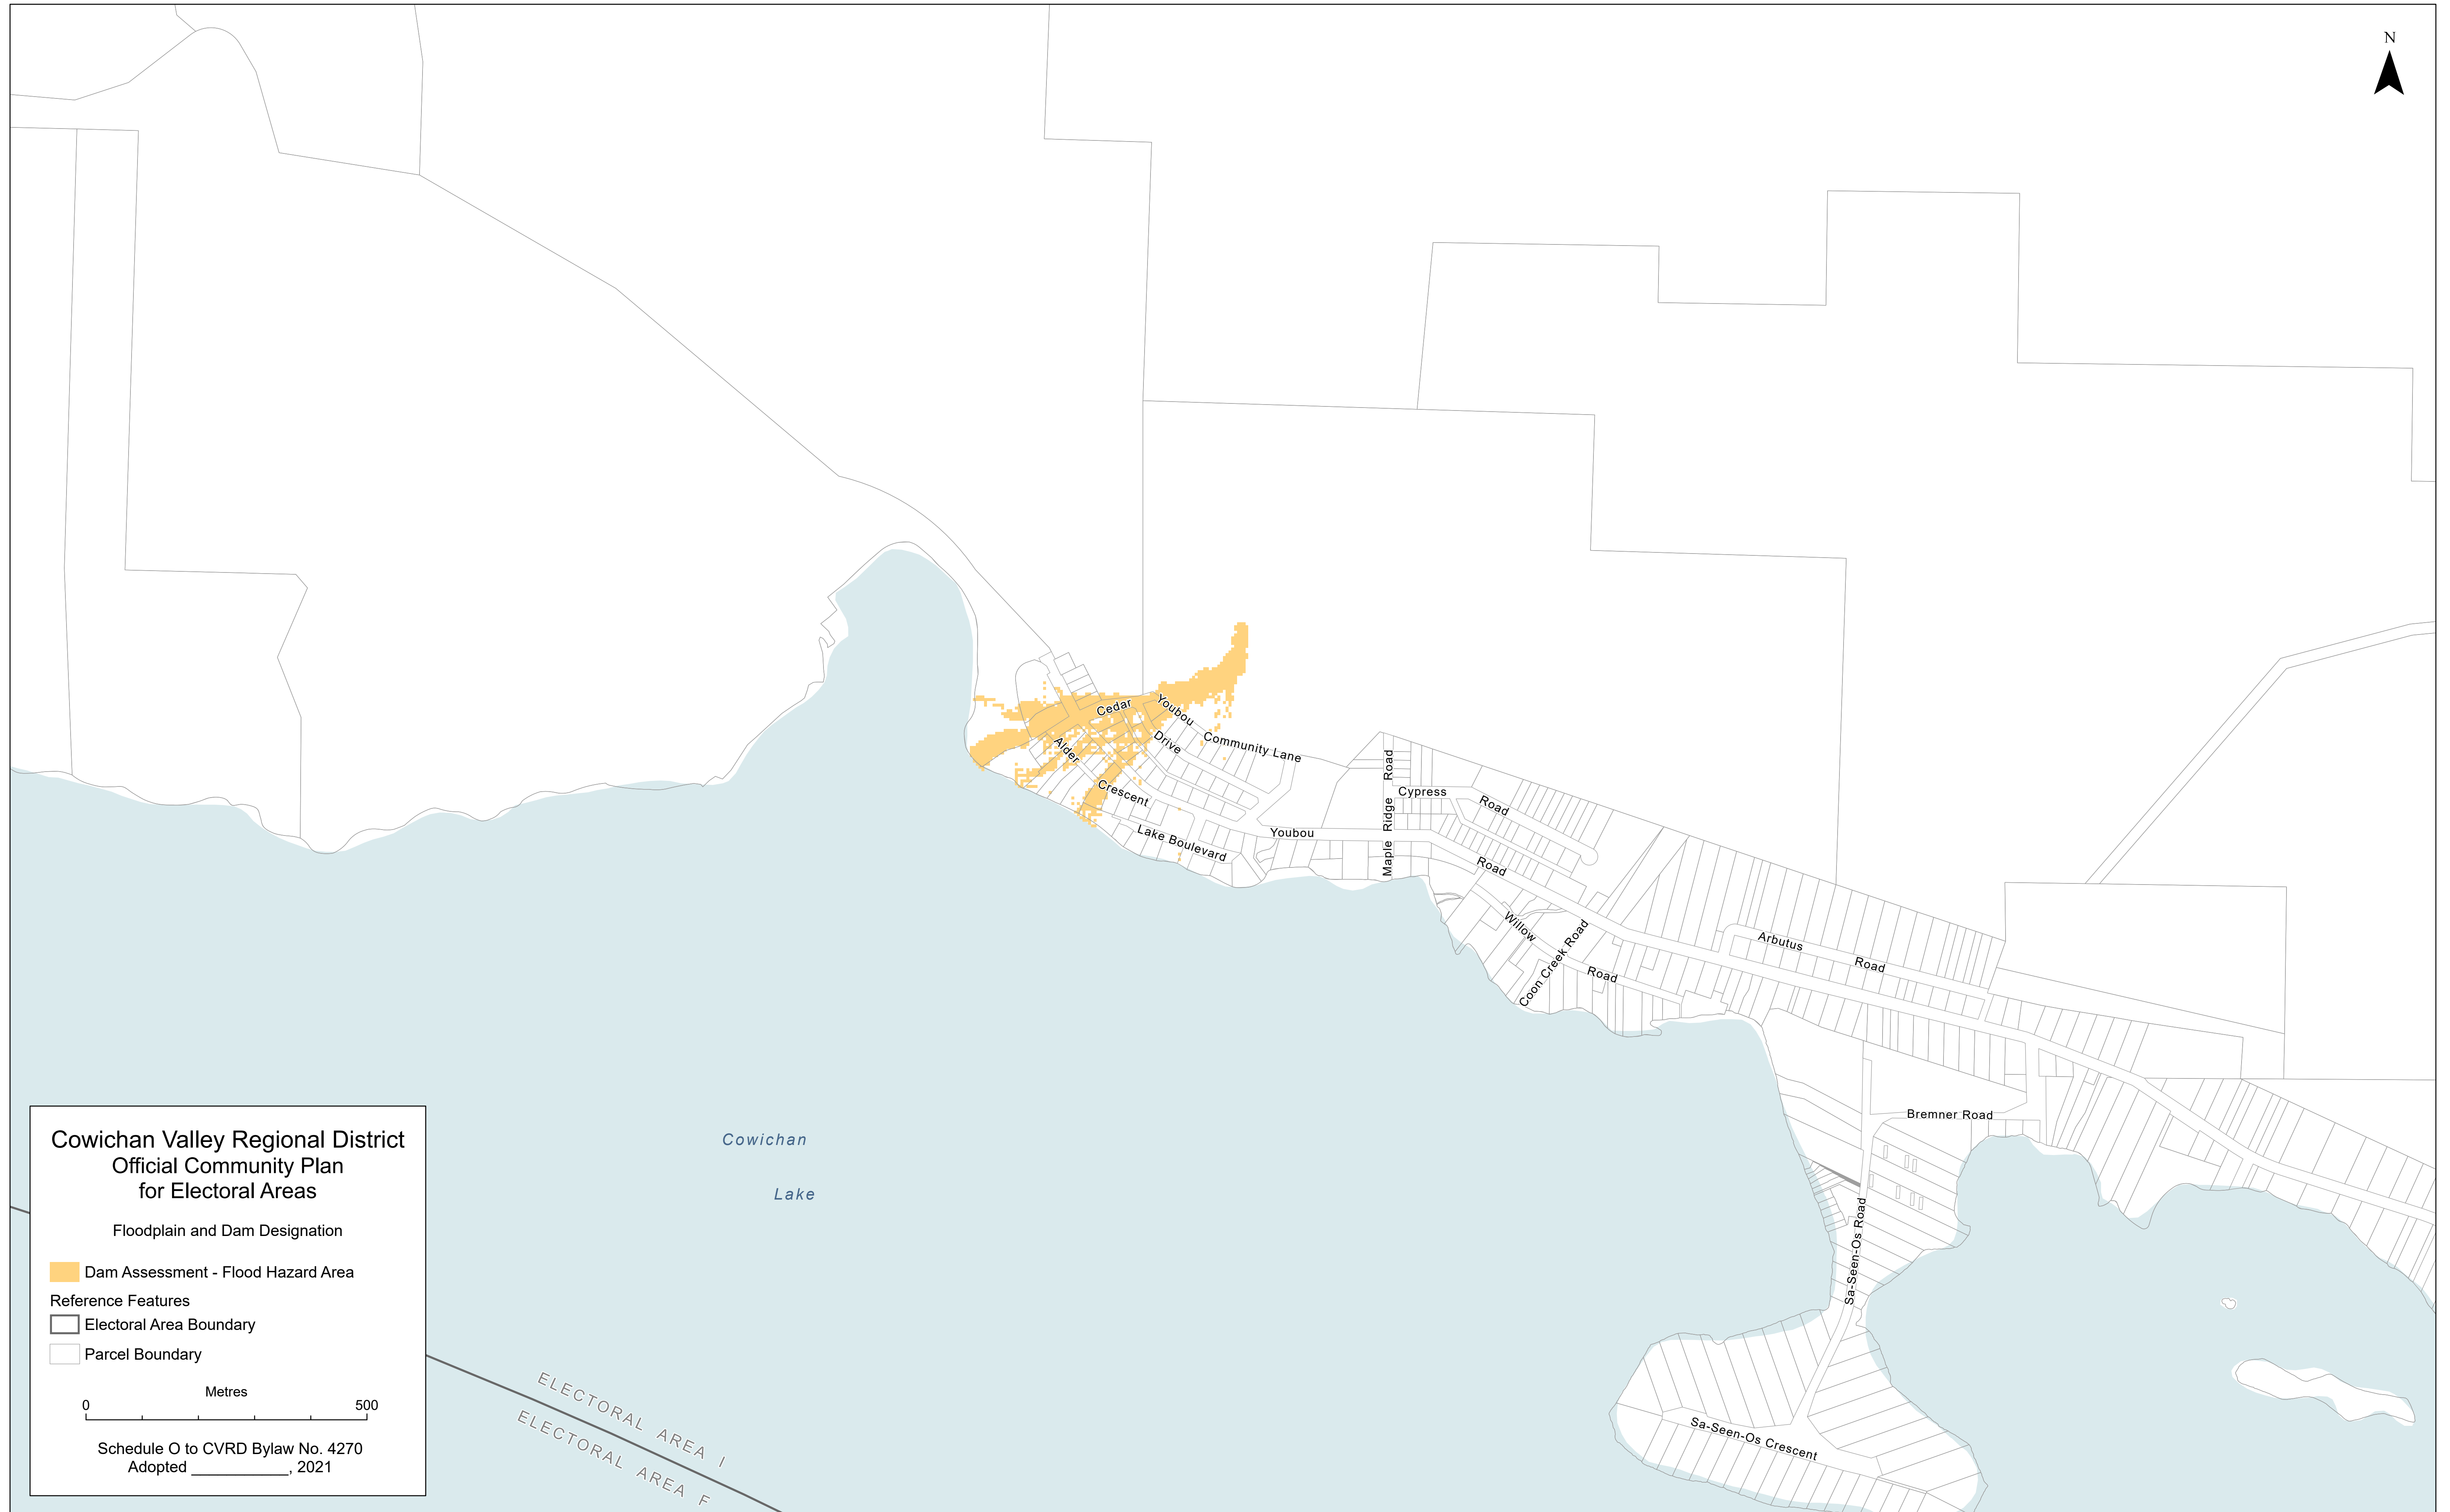 N
Cedar
Youbou
Drive
Community Lane
Alder
Crescent
Lake Boulevard
Youbou
Road
Maple Ridge Road
Cypress Road
Willow Road
Coon Creek Road
Arbutus Road
Bremner Road
Sa-Seen-Os Road
Sa-Seen-Os Crescent
Cowichan
Lake
ELECTORAL AREA I
ELECTORAL AREA F
Cowichan Valley Regional District
Official Community Plan
for Electoral Areas
Floodplain and Dam Designation
Dam Assessment - Flood Hazard Area
Reference Features
Electoral Area Boundary
Parcel Boundary
Metres
0 500
Schedule O to CVRD Bylaw No. 4270
Adopted ____________, 2021